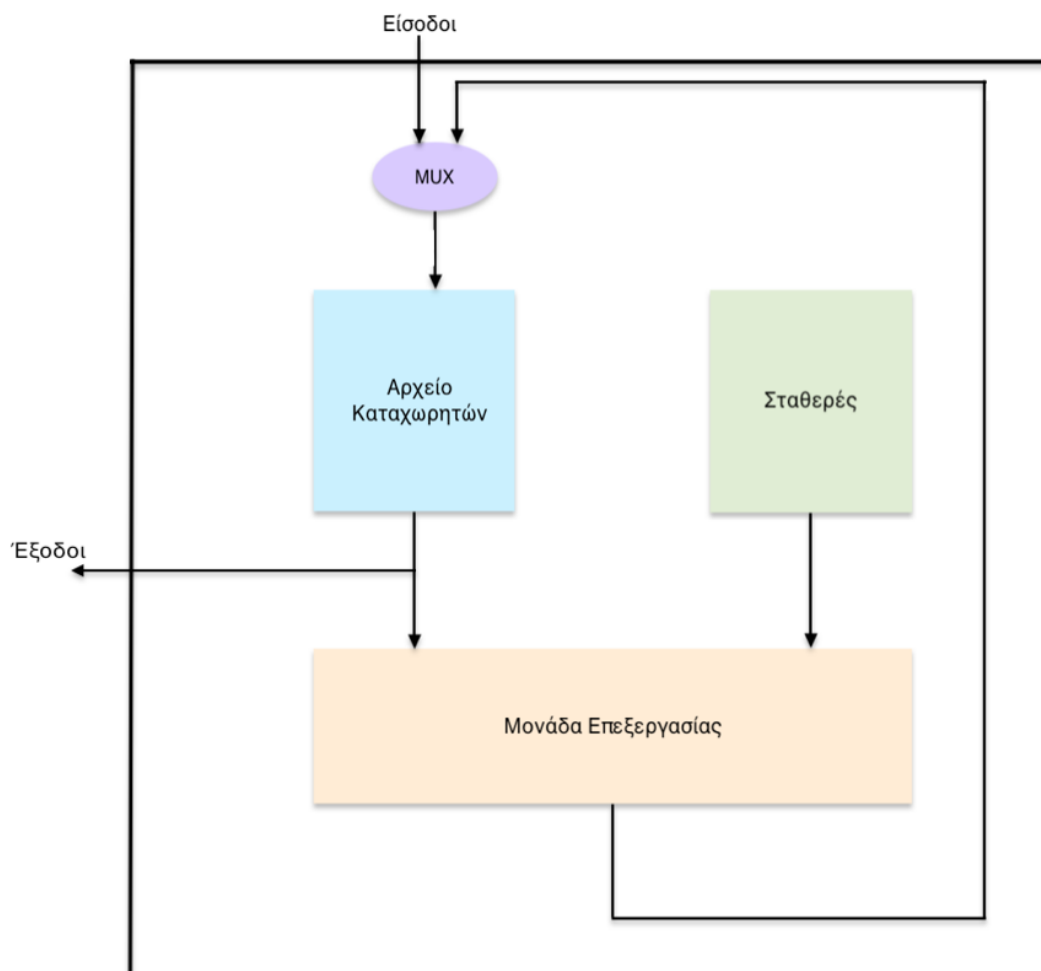 Είσοδοι
MUX
Αρχείο
Καταχωρητών
Σταθερές
Έξοδοι
Μονάδα Επεξεργασίας